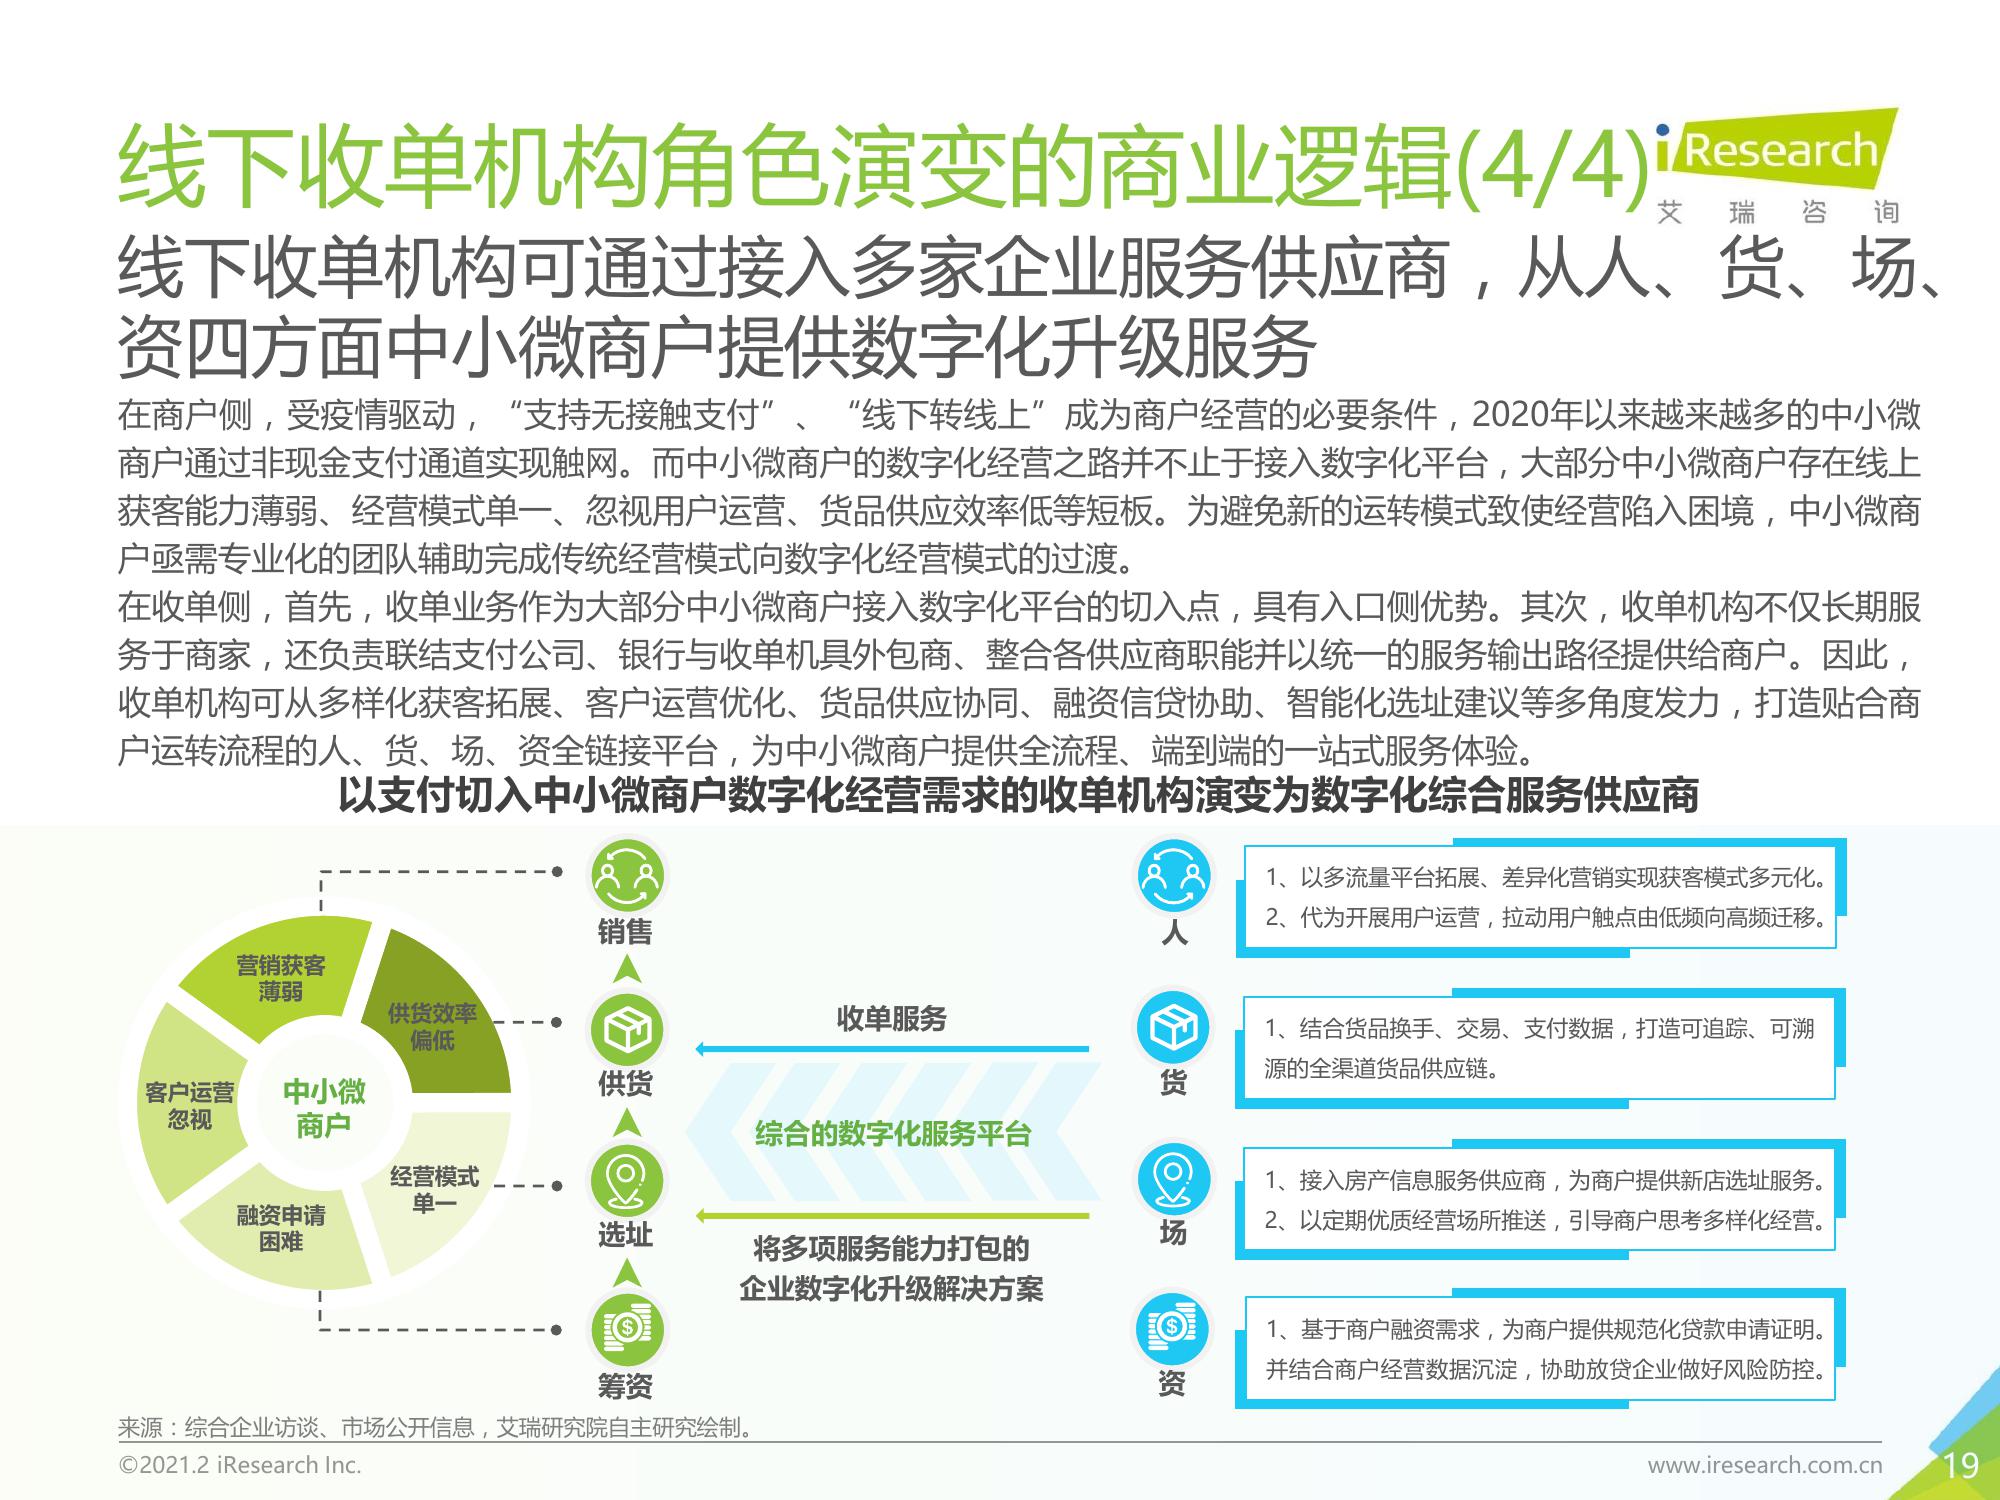 线下收单机构角色演变的商业逻辑(4/4)
iResearch
艾 瑞 咨 询
线下收单机构可通过接入多家企业服务供应商，从人、货、场、
资四方面中小微商户提供数字化升级服务
在商户侧，受疫情驱动，“支持无接触支付”、“线下转线上”成为商户经营的必要条件，2020年以来越来越多的中小微
商户通过非现金支付通道实现触网。而中小微商户的数字化经营之路并不止于接入数字化平台，大部分中小微商户存在线上
获客能力薄弱、经营模式单一、忽视用户运营、货品供应效率低等短板。为避免新的运转模式致使经营陷入困境，中小微商
户亟需专业化的团队辅助完成传统经营模式向数字化经营模式的过渡。
在收单侧，首先，收单业务作为大部分中小微商户接入数字化平台的切入点，具有入口侧优势。其次，收单机构不仅长期服
务于商家，还负责联结支付公司、银行与收单机具外包商、整合各供应商职能并以统一的服务输出路径提供给商户。因此，
收单机构可从多样化获客拓展、客户运营优化、货品供应协同、融资信贷协助、智能化选址建议等多角度发力，打造贴合商
户运转流程的人、货、场、资全链接平台，为中小微商户提供全流程、端到端的一站式服务体验。
以支付切入中小微商户数字化经营需求的收单机构演变为数字化综合服务供应商
营销获客
薄弱
供货效率
偏低
客户运营
忽视
中小微
商户
经营模式
单一
融资申请
困难
销售
供货
选址
筹资
收单服务
综合的数字化服务平台
将多项服务能力打包的
企业数字化升级解决方案
人
1、以多流量平台拓展、差异化营销实现获客模式多元化。
2、代为开展用户运营，拉动用户触点由低频向高频迁移。
货
1、结合货品换手、交易、支付数据，打造可追踪、可溯
源的全渠道货品供应链。
场
1、接入房产信息服务供应商，为商户提供新店选址服务。
2、以定期优质经营场所推送，引导商户思考多样化经营。
资
1、基于商户融资需求，为商户提供规范化贷款申请证明。
并结合商户经营数据沉淀，协助放贷企业做好风险防控。
来源：综合企业访谈、市场公开信息，艾瑞研究院自主研究绘制。
©2021.2 iResearch Inc.
www.iresearch.com.cn
19